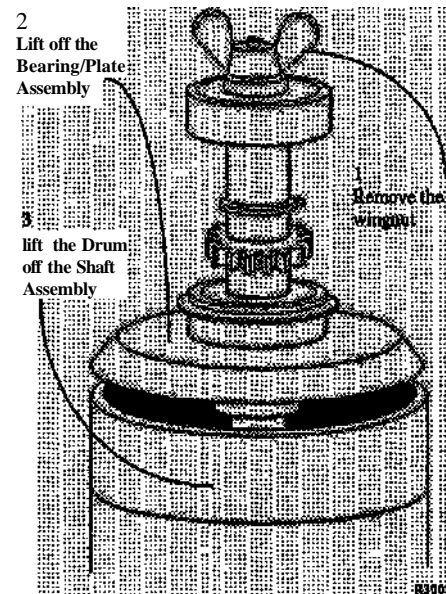 2
Lift off the
Bearing/Plate
Assembly
1
Remove the
wingnut
3
lift the Drum
off the Shaft
Assembly